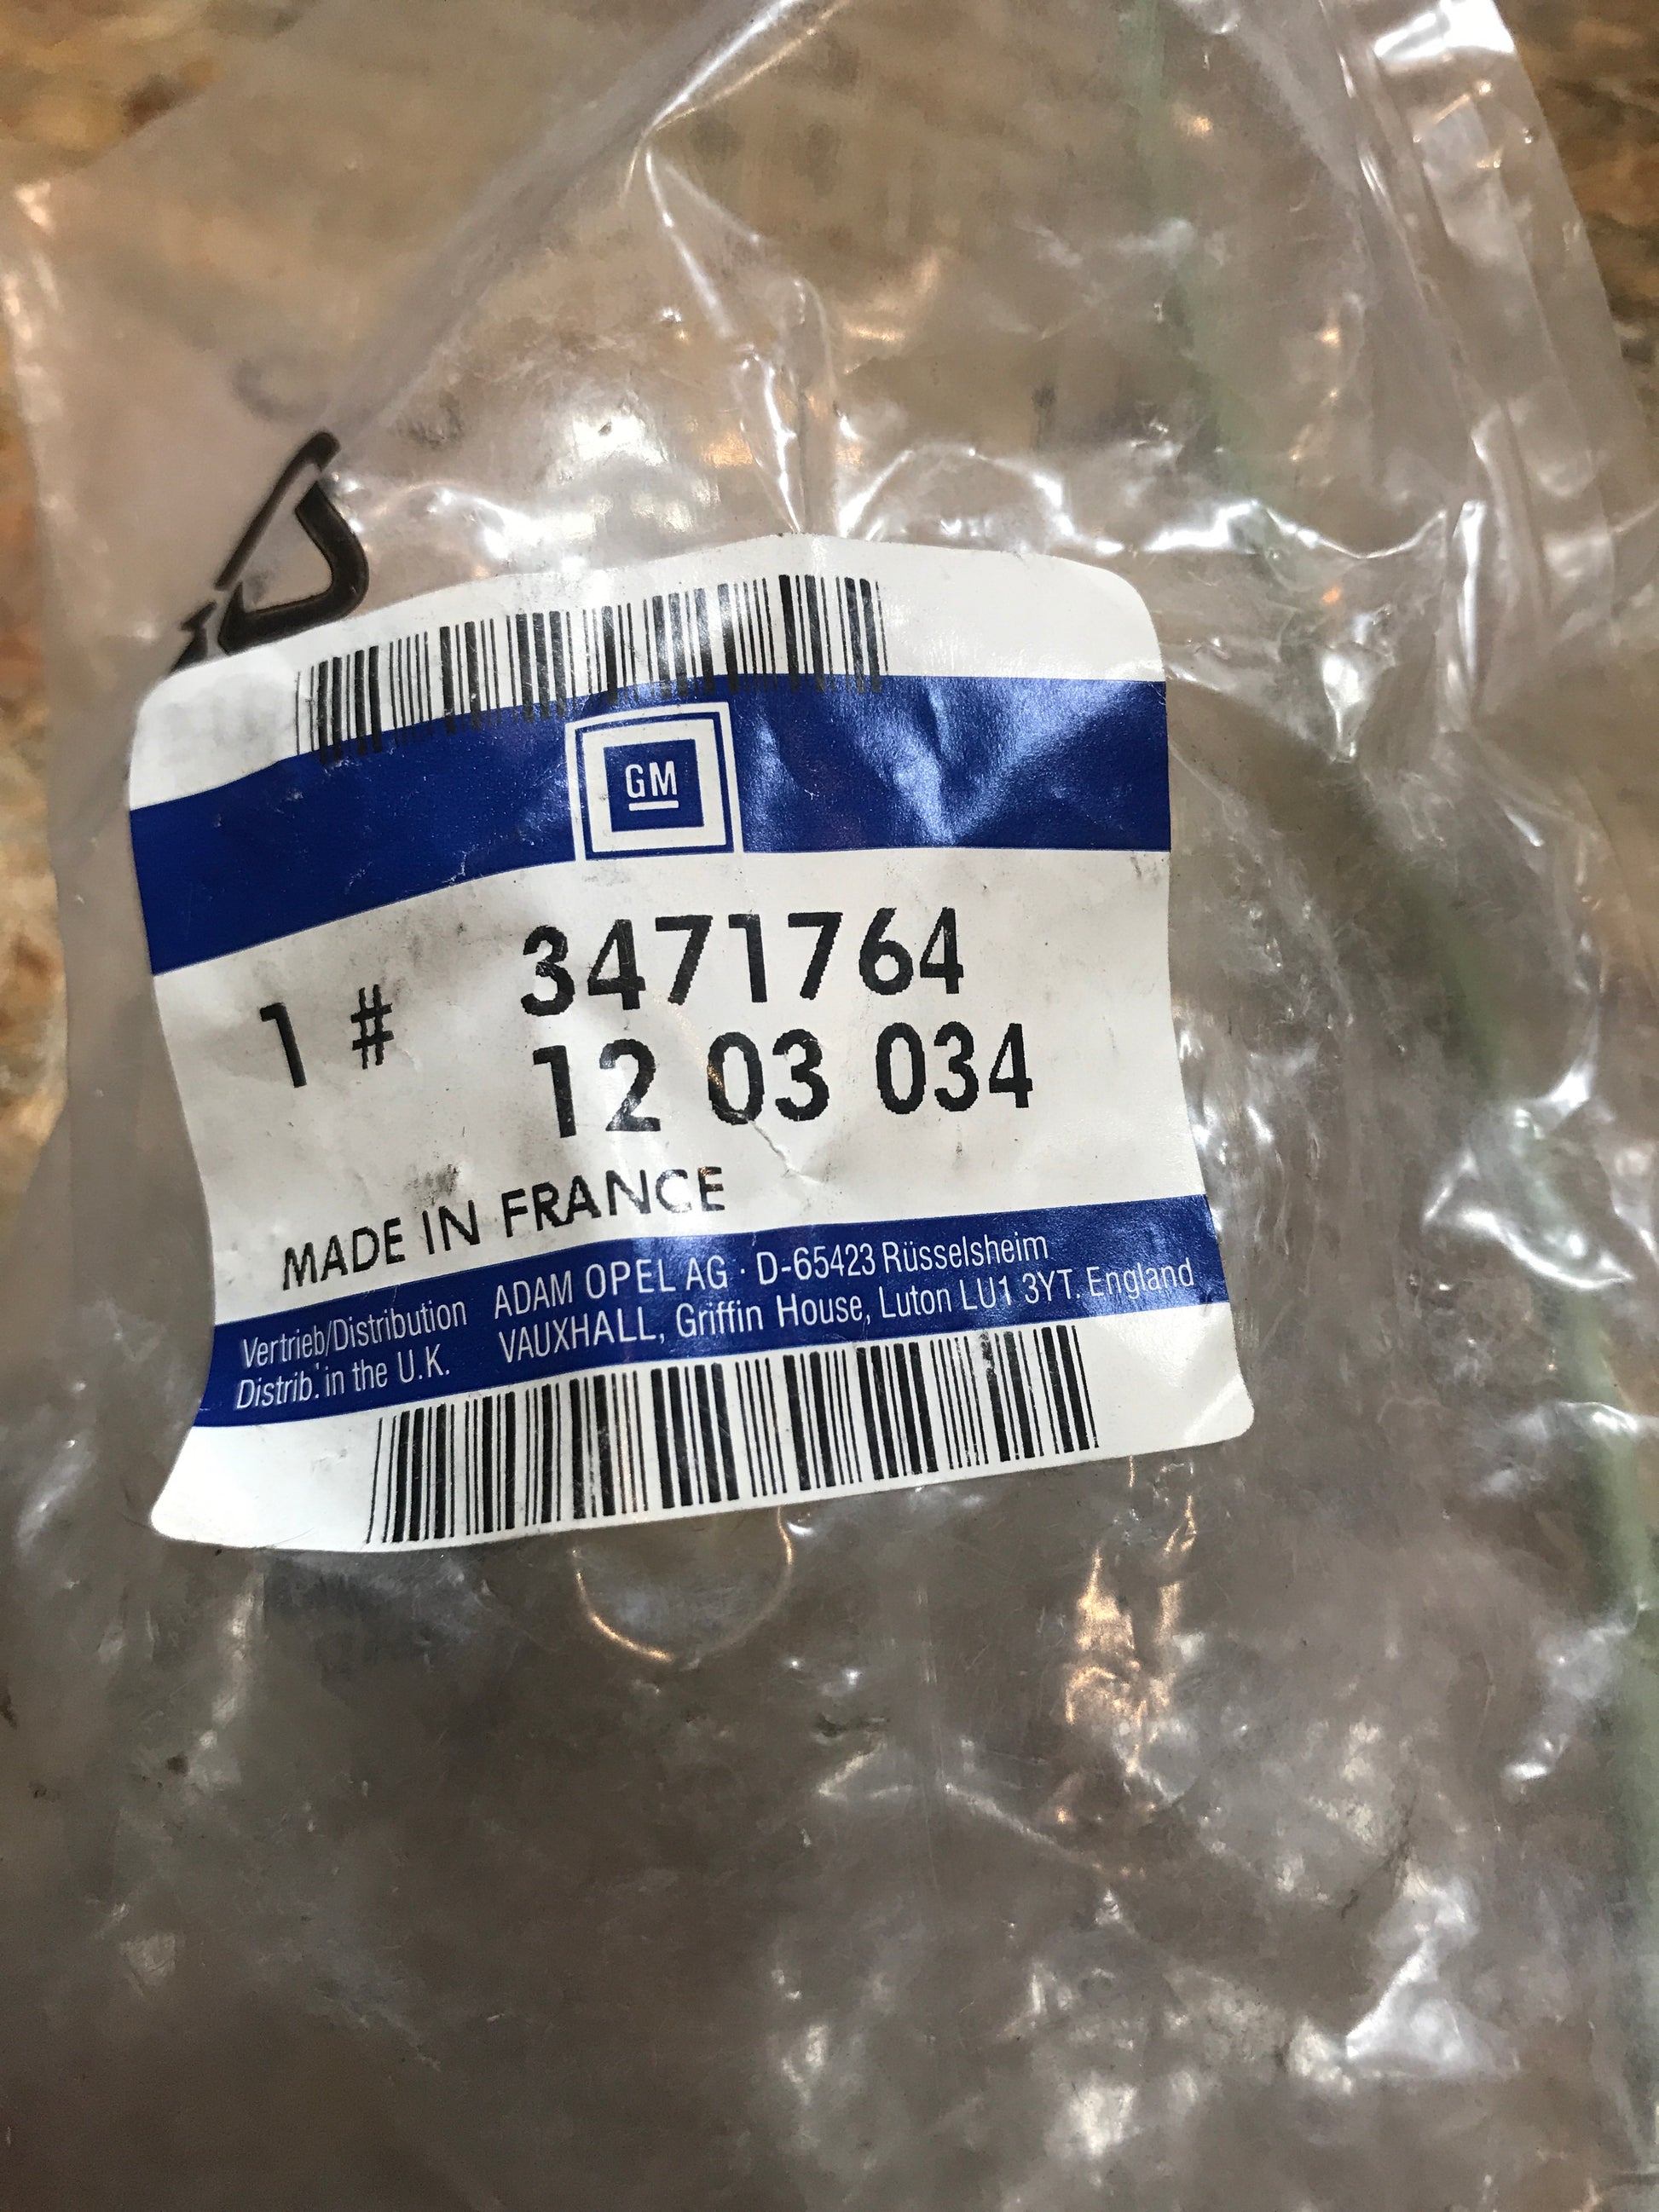 GM
3471764
1 #
12 03 034
MADE IN FRANCE
Vertrieb/Distribution ADAM OPEL AG · D-65423 Rüsselsheim
Distrib. in the U.K. VAUXHALL, Griffin House, Luton LU1 3YT. England